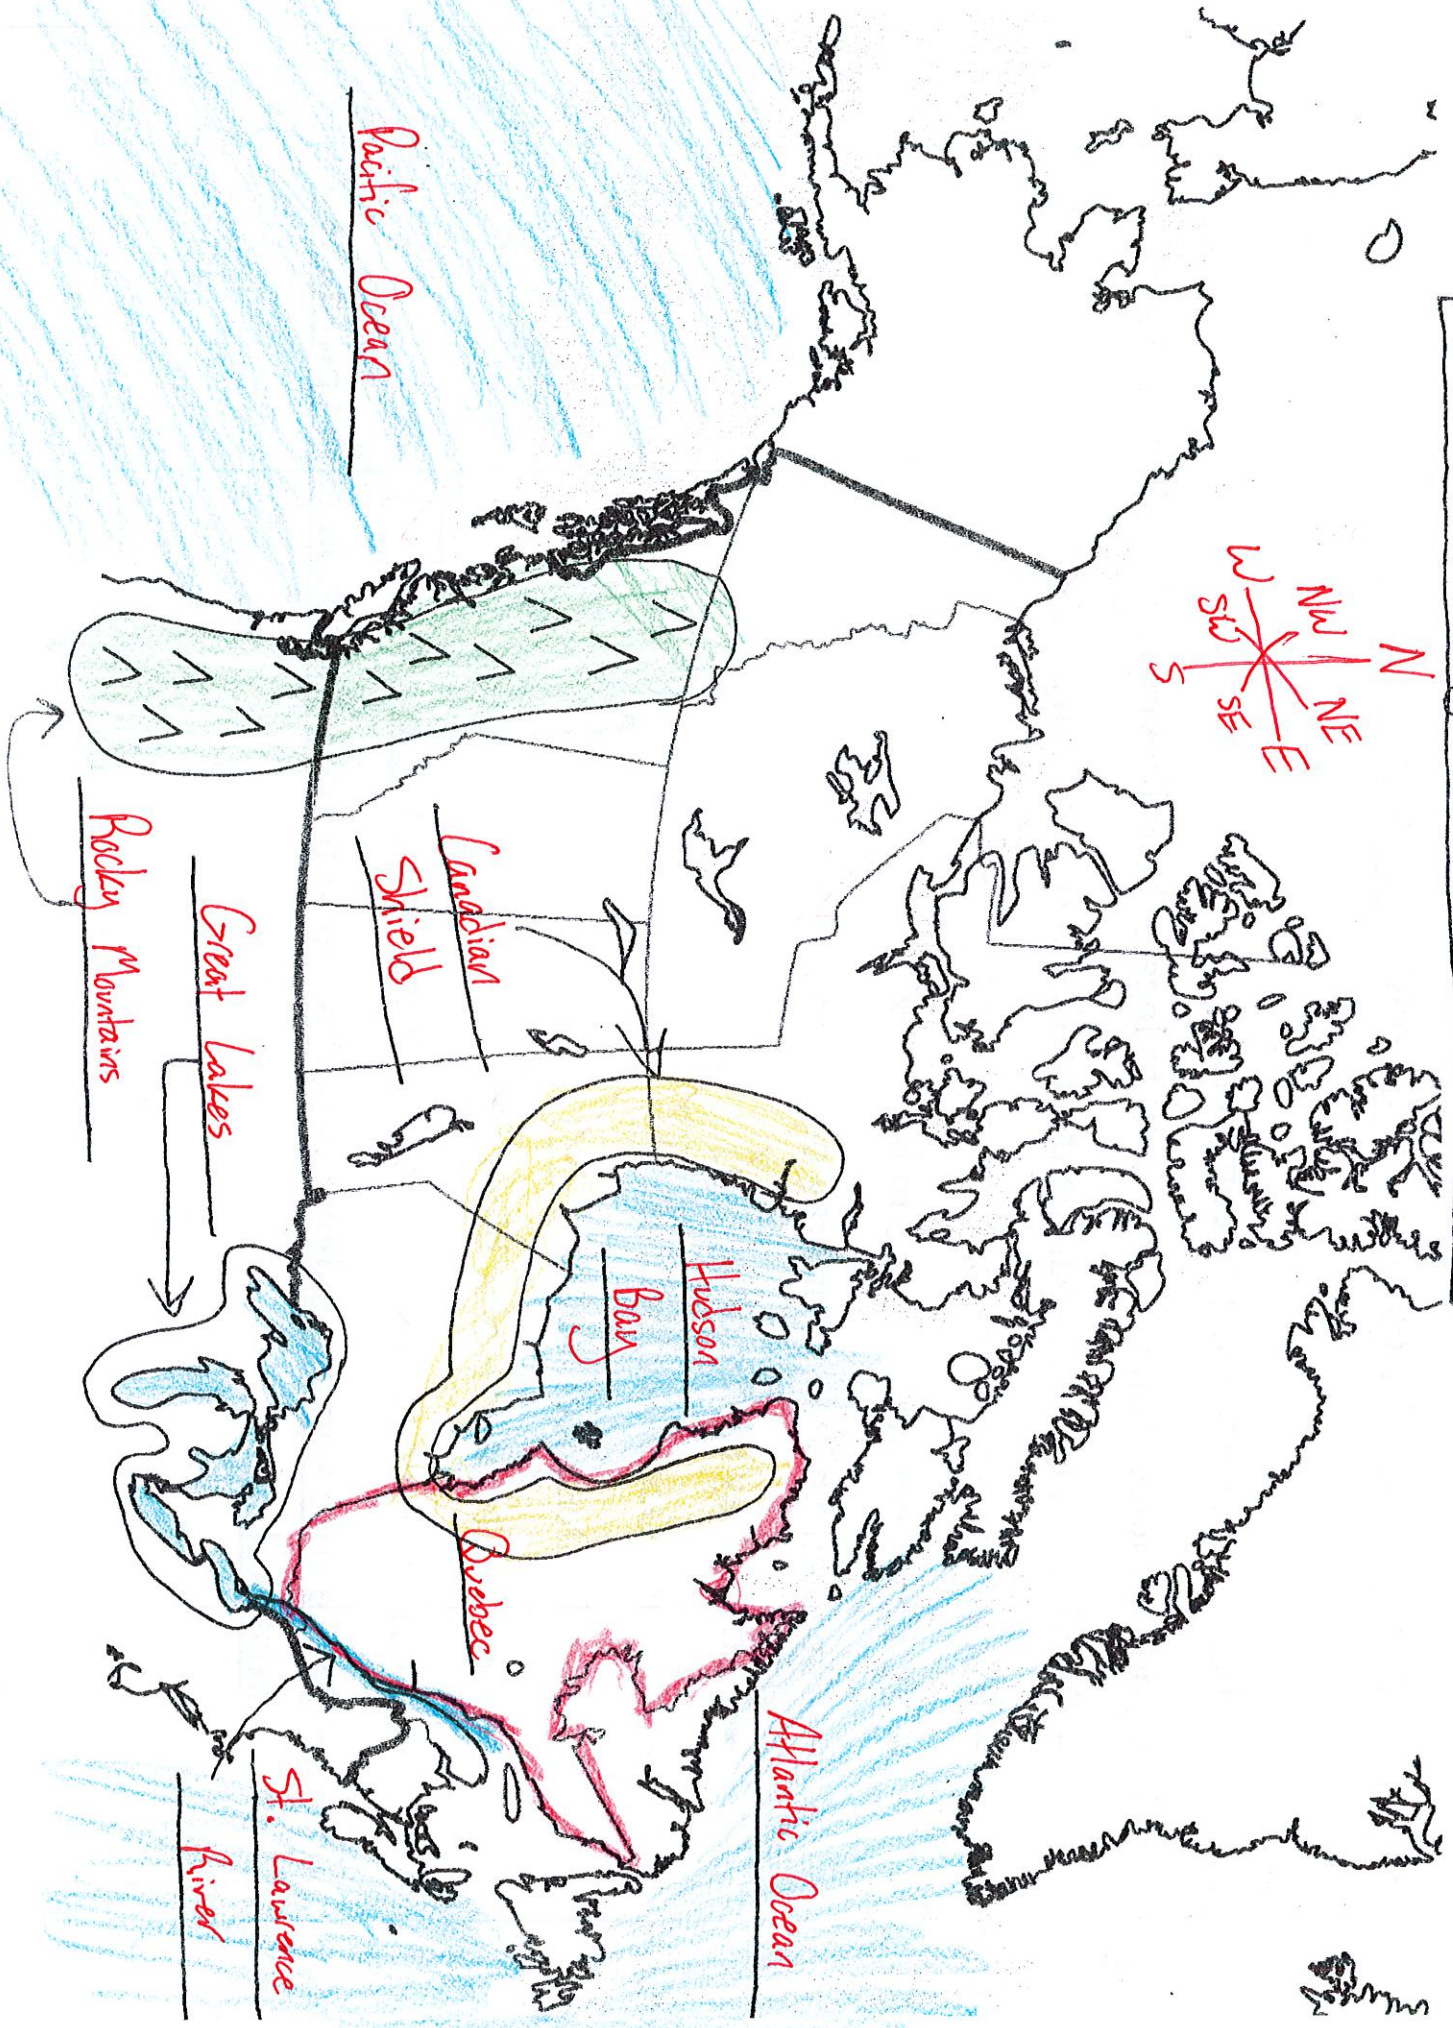 N
NW
NE
W
E
SW
SE
S
Pacific Ocean
Canadian
Shield
Hudson
Bay
Quebec
Atlantic Ocean
Great Lakes
Rocky Mountains
St. Lawrence
River